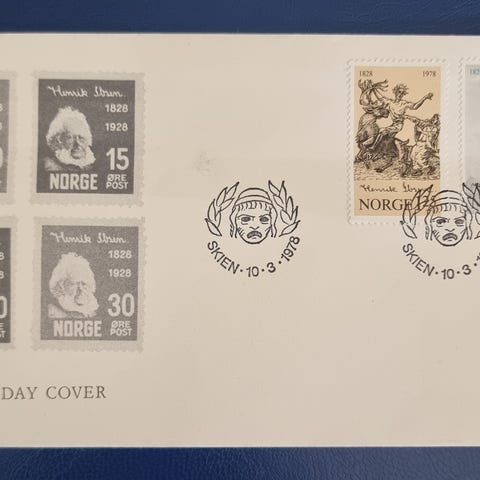 Henrik Ibsen.
1828
1928
15
NORGE ØRE POST
Henrik Ibsen.
1828
1928
30
NORGE ØRE POST
DAY COVER
SKIEN · 10 · 3 · 1978
1828 1978
Henrik Ibsen
NORGE 175
SKIEN · 10 · 3 ·